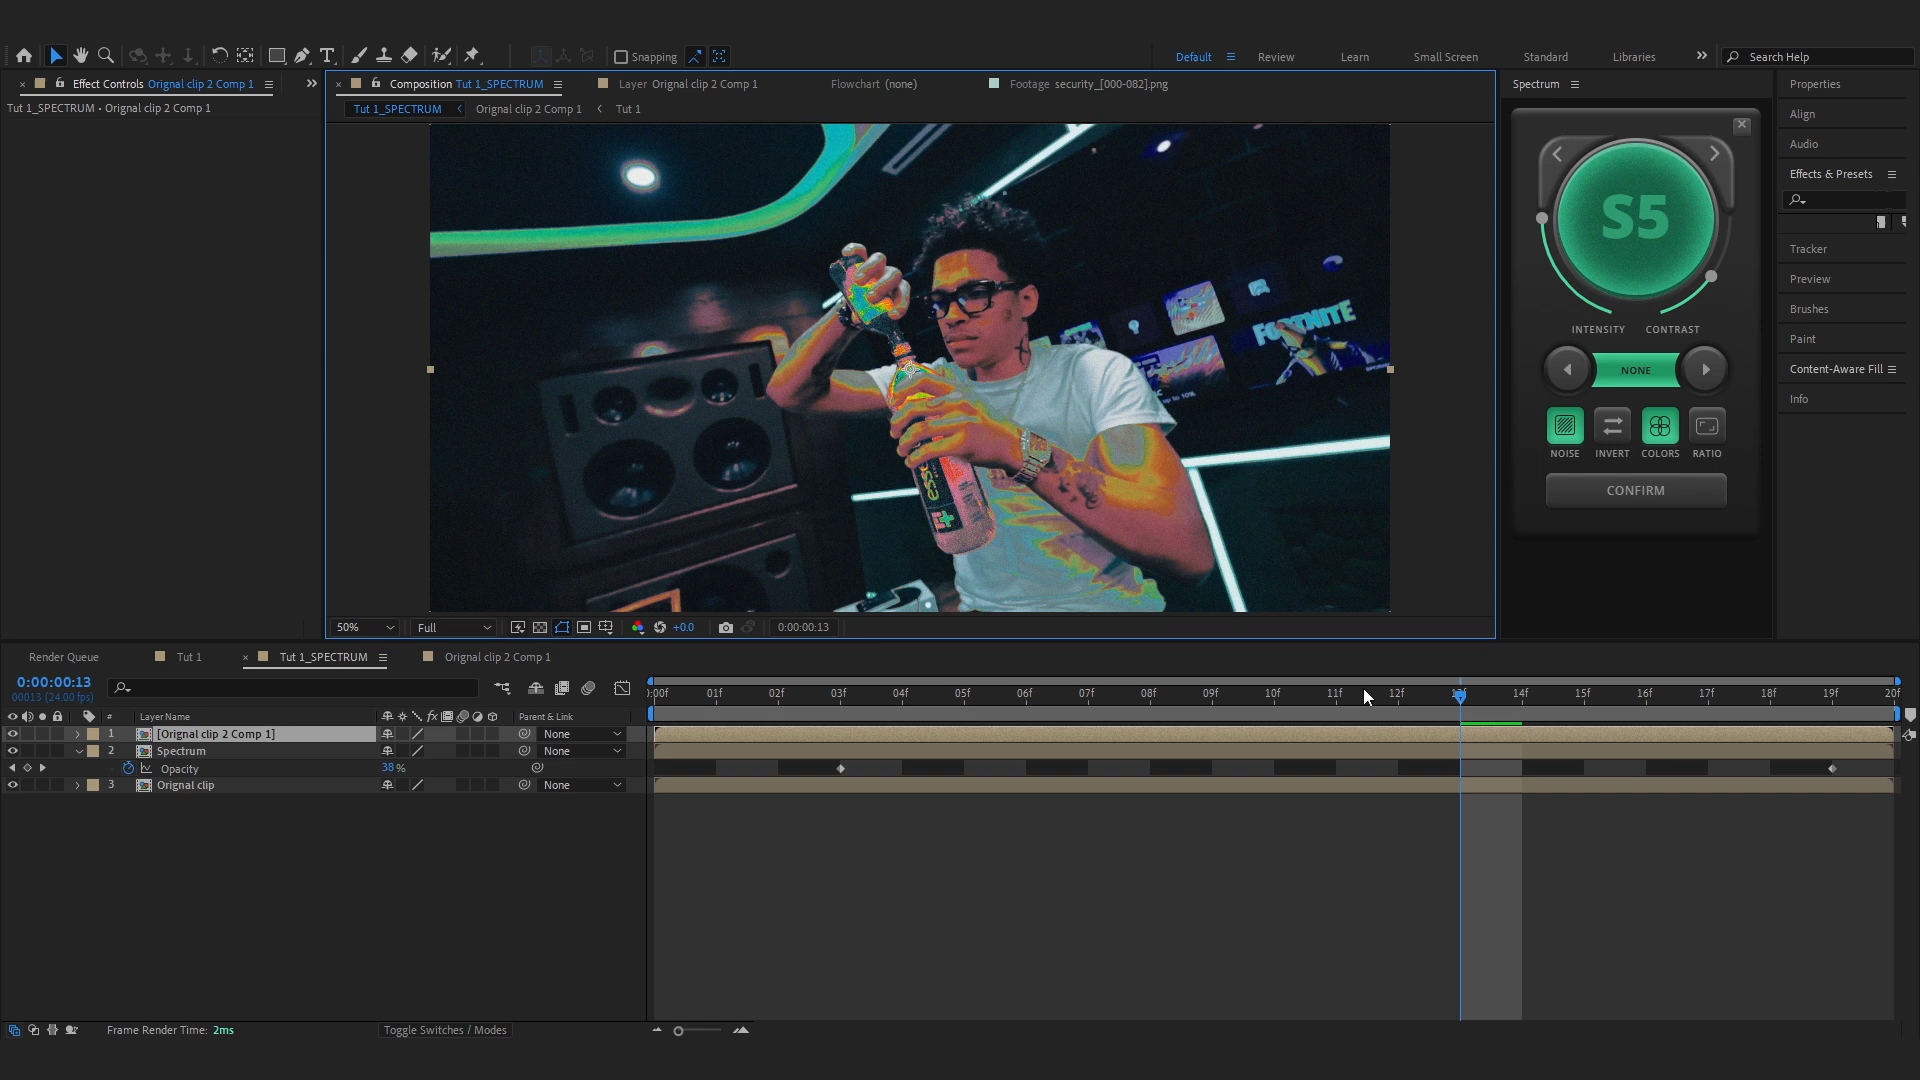 Snapping
Default
Review
Learn
Small Screen
Standard
Libraries
Search Help
Effect Controls Orignal clip 2 Comp 1
Tut 1_SPECTRUM • Orignal clip 2 Comp 1
Composition Tut 1_SPECTRUM
Layer Orignal clip 2 Comp 1
Flowchart (none)
Footage security_[000-082].png
Tut 1_SPECTRUM
Orignal clip 2 Comp 1
Tut 1
FORTNITE
up to 10%
50%
Full
+0.0
0:00:00:13
Spectrum
S5
INTENSITY
CONTRAST
NONE
NOISE
INVERT
COLORS
RATIO
CONFIRM
Properties
Align
Audio
Effects & Presets
Tracker
Preview
Brushes
Paint
Content-Aware Fill
Info
Render Queue
Tut 1
Tut 1_SPECTRUM
Orignal clip 2 Comp 1
0:00:00:13
00013 (24.00 fps)
# Layer Name
fx
Parent & Link
:00f 01f 02f 03f 04f 05f 06f 07f 08f 09f 10f 11f 12f 13f 14f 15f 16f 17f 18f 19f 20f
1 [Orignal clip 2 Comp 1] None
2 Spectrum None
Opacity 38 %
3 Orignal clip None
Frame Render Time: 2ms
Toggle Switches / Modes